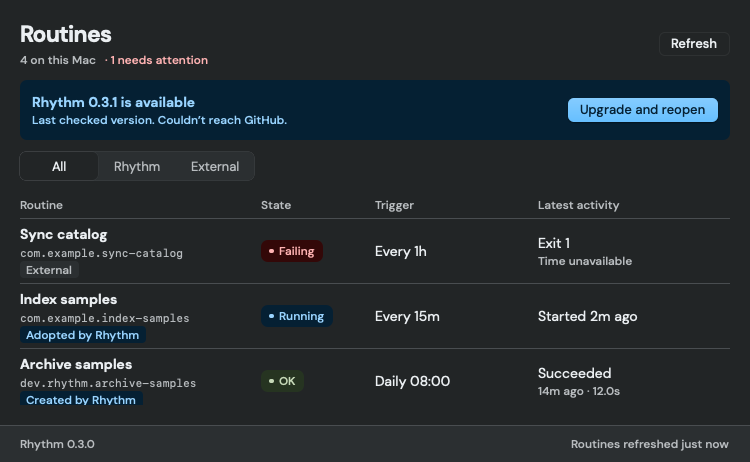 Routines
4 on this Mac · 1 needs attention
Refresh
Rhythm 0.3.1 is available
Last checked version. Couldn’t reach GitHub.
Upgrade and reopen
All Rhythm External
Routine State Trigger Latest activity
Sync catalog
com.example.sync-catalog
External
Failing
Every 1h
Exit 1
Time unavailable
Index samples
com.example.index-samples
Adopted by Rhythm
Running
Every 15m
Started 2m ago
Archive samples
dev.rhythm.archive-samples
Created by Rhythm
OK
Daily 08:00
Succeeded
14m ago · 12.0s
Rhythm 0.3.0
Routines refreshed just now